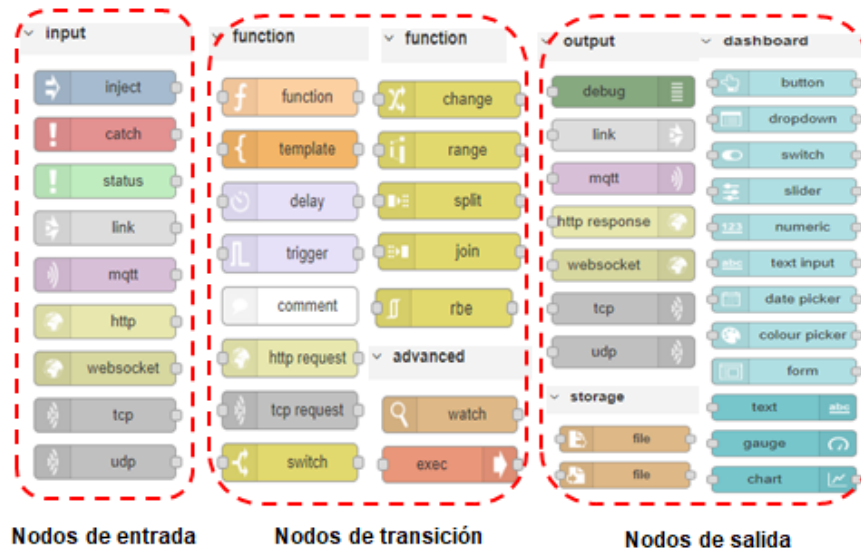 input
inject
catch
status
link
mqtt
http
websocket
tcp
udp
Nodos de entrada
function
function
template
delay
trigger
comment
http request
tcp request
switch
function
change
range
split
join
rbe
advanced
watch
exec
Nodos de transición
output
debug
link
mqtt
http response
websocket
tcp
udp
storage
file
file
dashboard
button
dropdown
switch
slider
123 numeric
abc text input
date picker
colour picker
form
text abc
gauge
chart
Nodos de salida